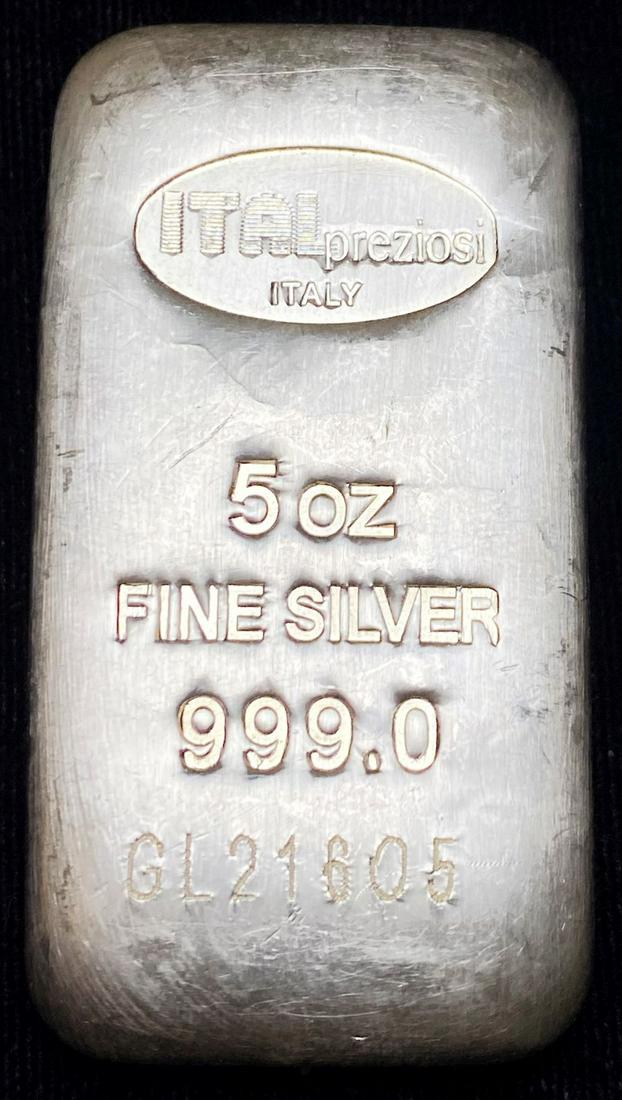 ITALpreziosi
ITALY
5 oz
FINE SILVER
999.0
GL21605